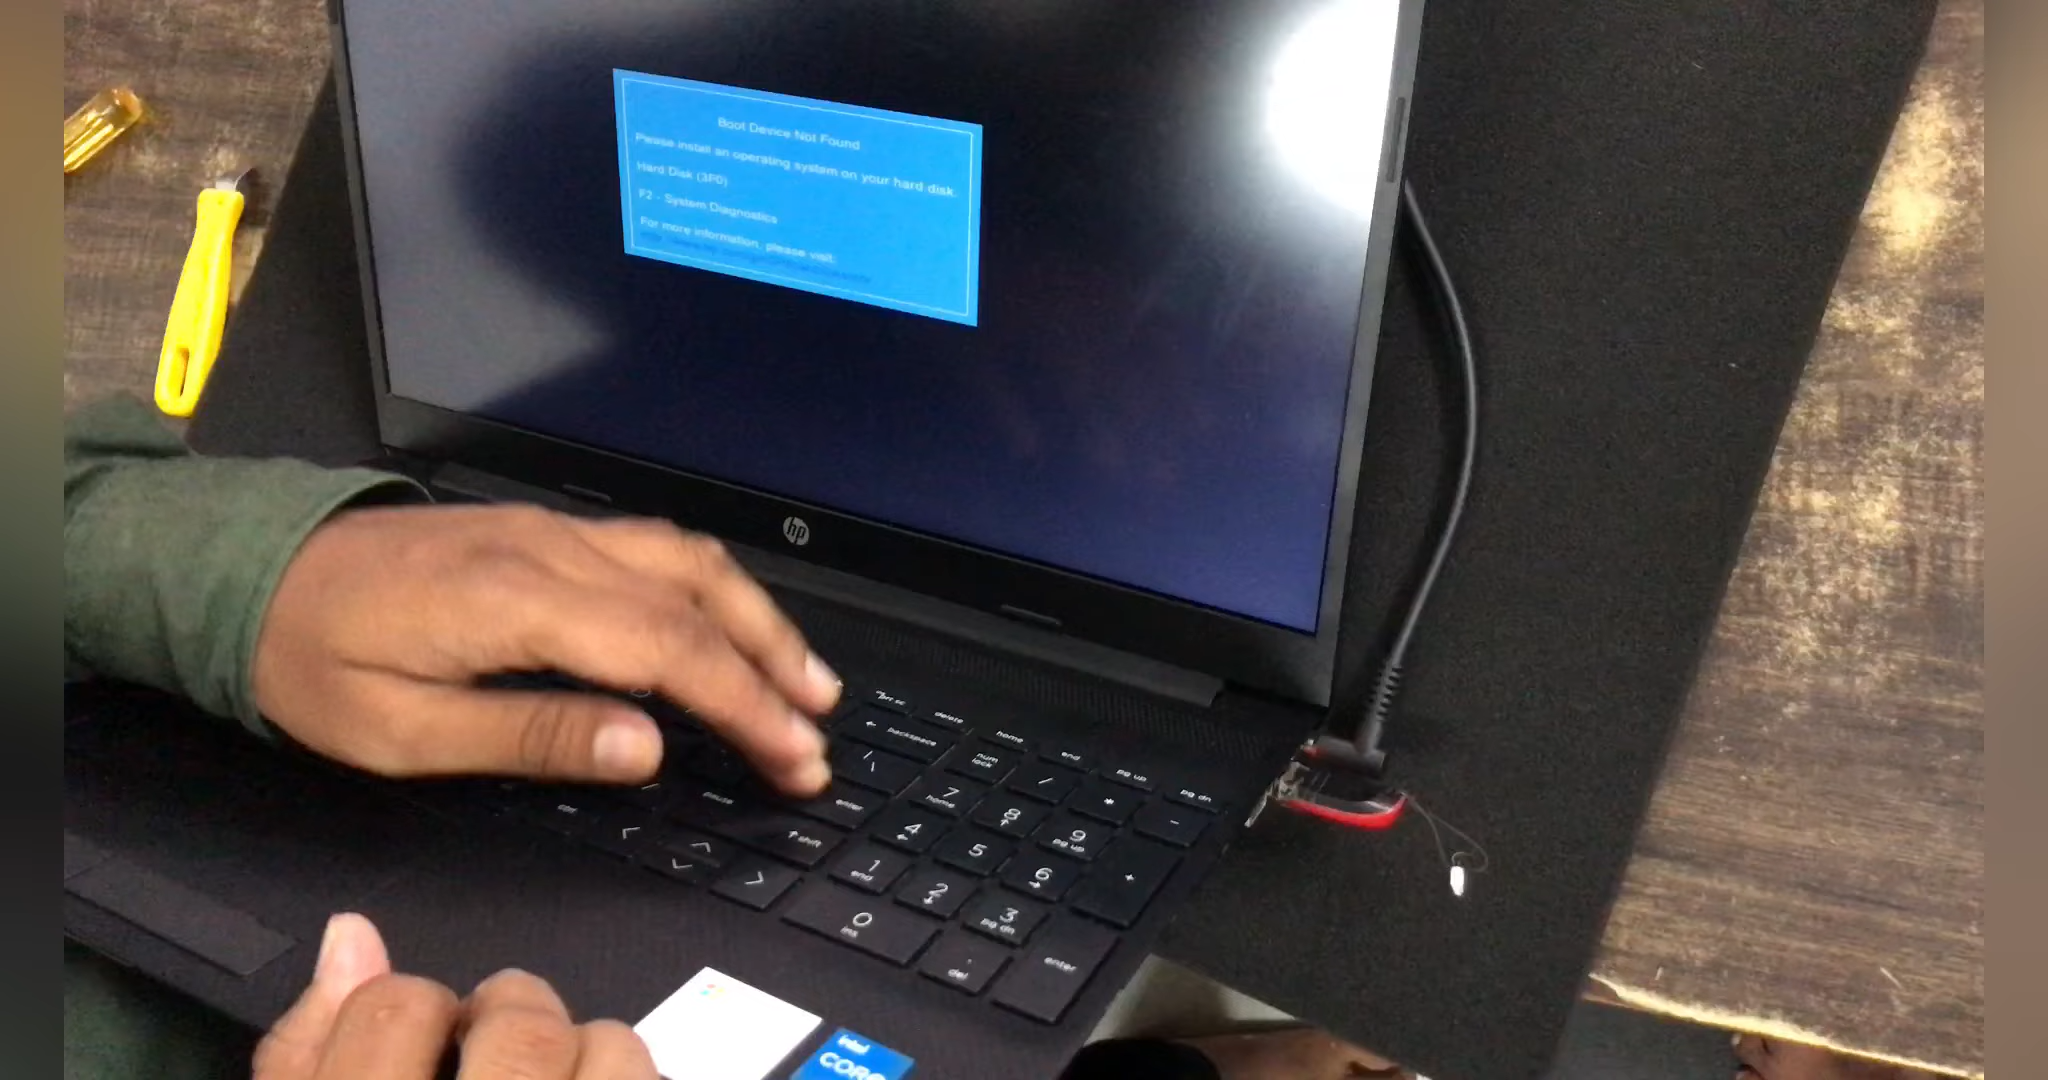 Boot Device Not Found
Please install an operating system on your hard disk.
Hard Disk (3F0)
F2 - System Diagnostics
For more information, please visit:
hp
prt sc
delete
home
end
pg up
pg dn
← backspace
num
lock
/
*
-
|
\
7
home
8
9
pg up
+
pause
enter
4
5
6
ctrl
↑ shift
1
end
2
3
pg dn
0
ins
.
del
enter
intel
CORE